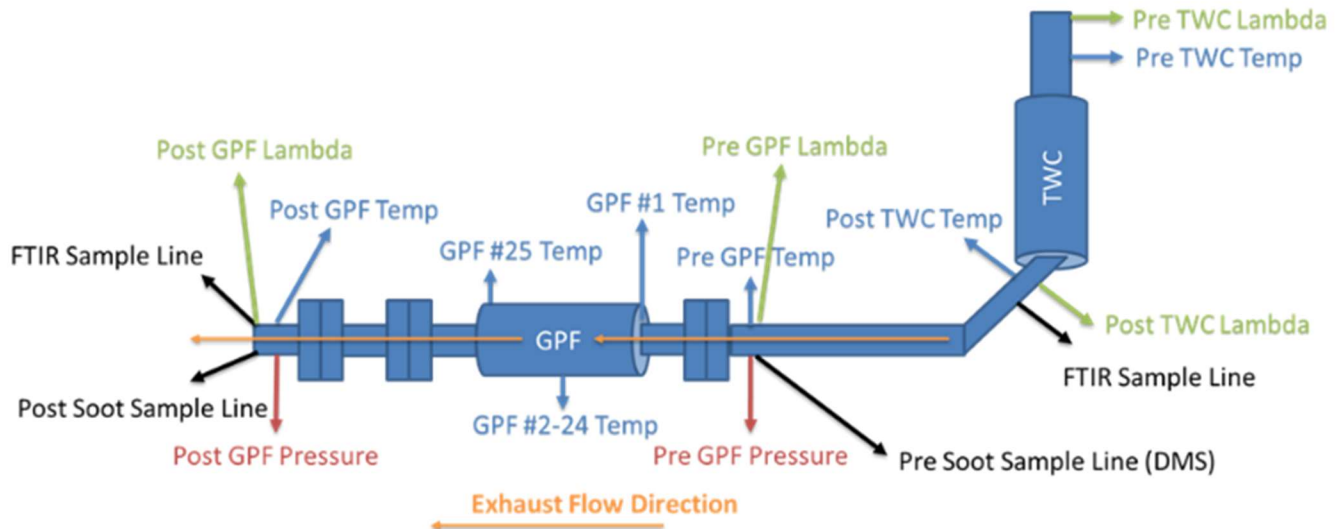 Pre TWC Lambda
Pre TWC Temp
TWC
Post GPF Lambda
Pre GPF Lambda
Post GPF Temp
GPF #1 Temp
Post TWC Temp
FTIR Sample Line
GPF #25 Temp
Pre GPF Temp
Post TWC Lambda
GPF
FTIR Sample Line
Post Soot Sample Line
GPF #2-24 Temp
Post GPF Pressure
Pre GPF Pressure
Pre Soot Sample Line (DMS)
Exhaust Flow Direction